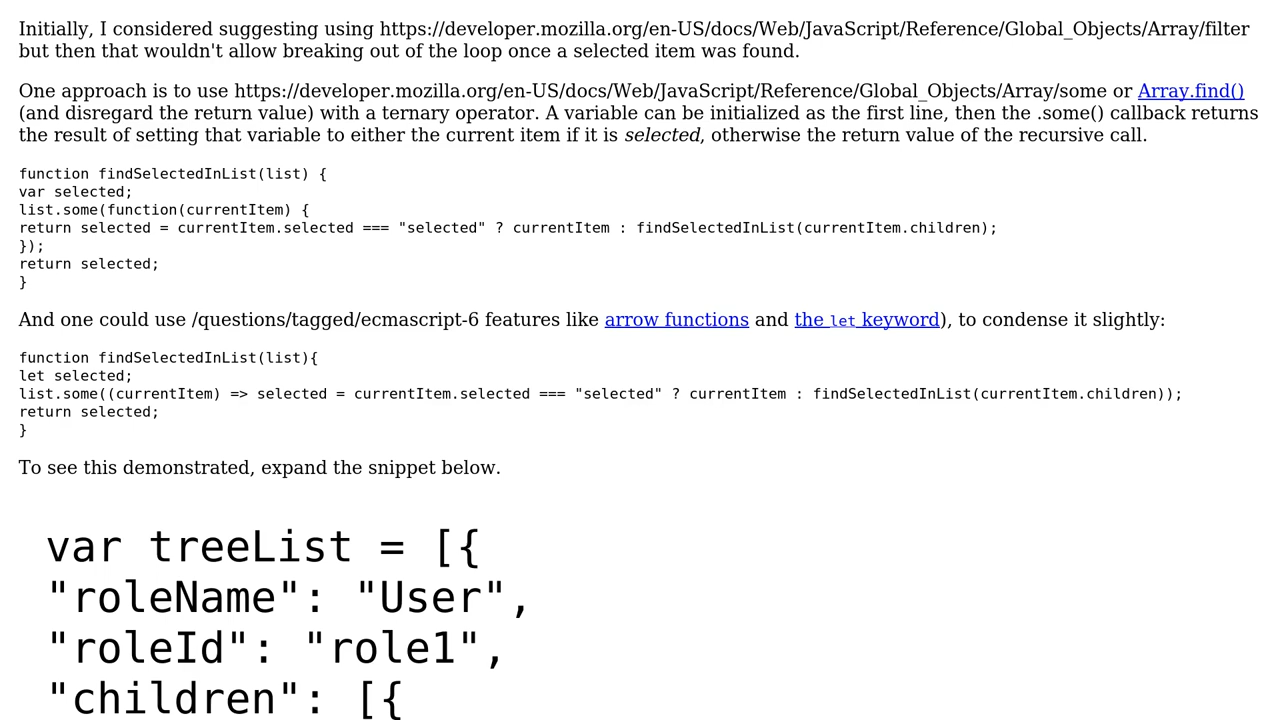 Initially, I considered suggesting using https://developer.mozilla.org/en-US/docs/Web/JavaScript/Reference/Global_Objects/Array/filter
but then that wouldn't allow breaking out of the loop once a selected item was found.
One approach is to use https://developer.mozilla.org/en-US/docs/Web/JavaScript/Reference/Global_Objects/Array/some or Array.find()
(and disregard the return value) with a ternary operator. A variable can be initialized as the first line, then the .some() callback returns
the result of setting that variable to either the current item if it is selected, otherwise the return value of the recursive call.
function findSelectedInList(list) {
var selected;
list.some(function(currentItem) {
return selected = currentItem.selected === "selected" ? currentItem : findSelectedInList(currentItem.children);
});
return selected;
}
And one could use /questions/tagged/ecmascript-6 features like arrow functions and the let keyword), to condense it slightly:
function findSelectedInList(list){
let selected;
list.some((currentItem) => selected = currentItem.selected === "selected" ? currentItem : findSelectedInList(currentItem.children));
return selected;
}
To see this demonstrated, expand the snippet below.
var treeList = [{
"roleName": "User",
"roleId": "role1",
"children": [{